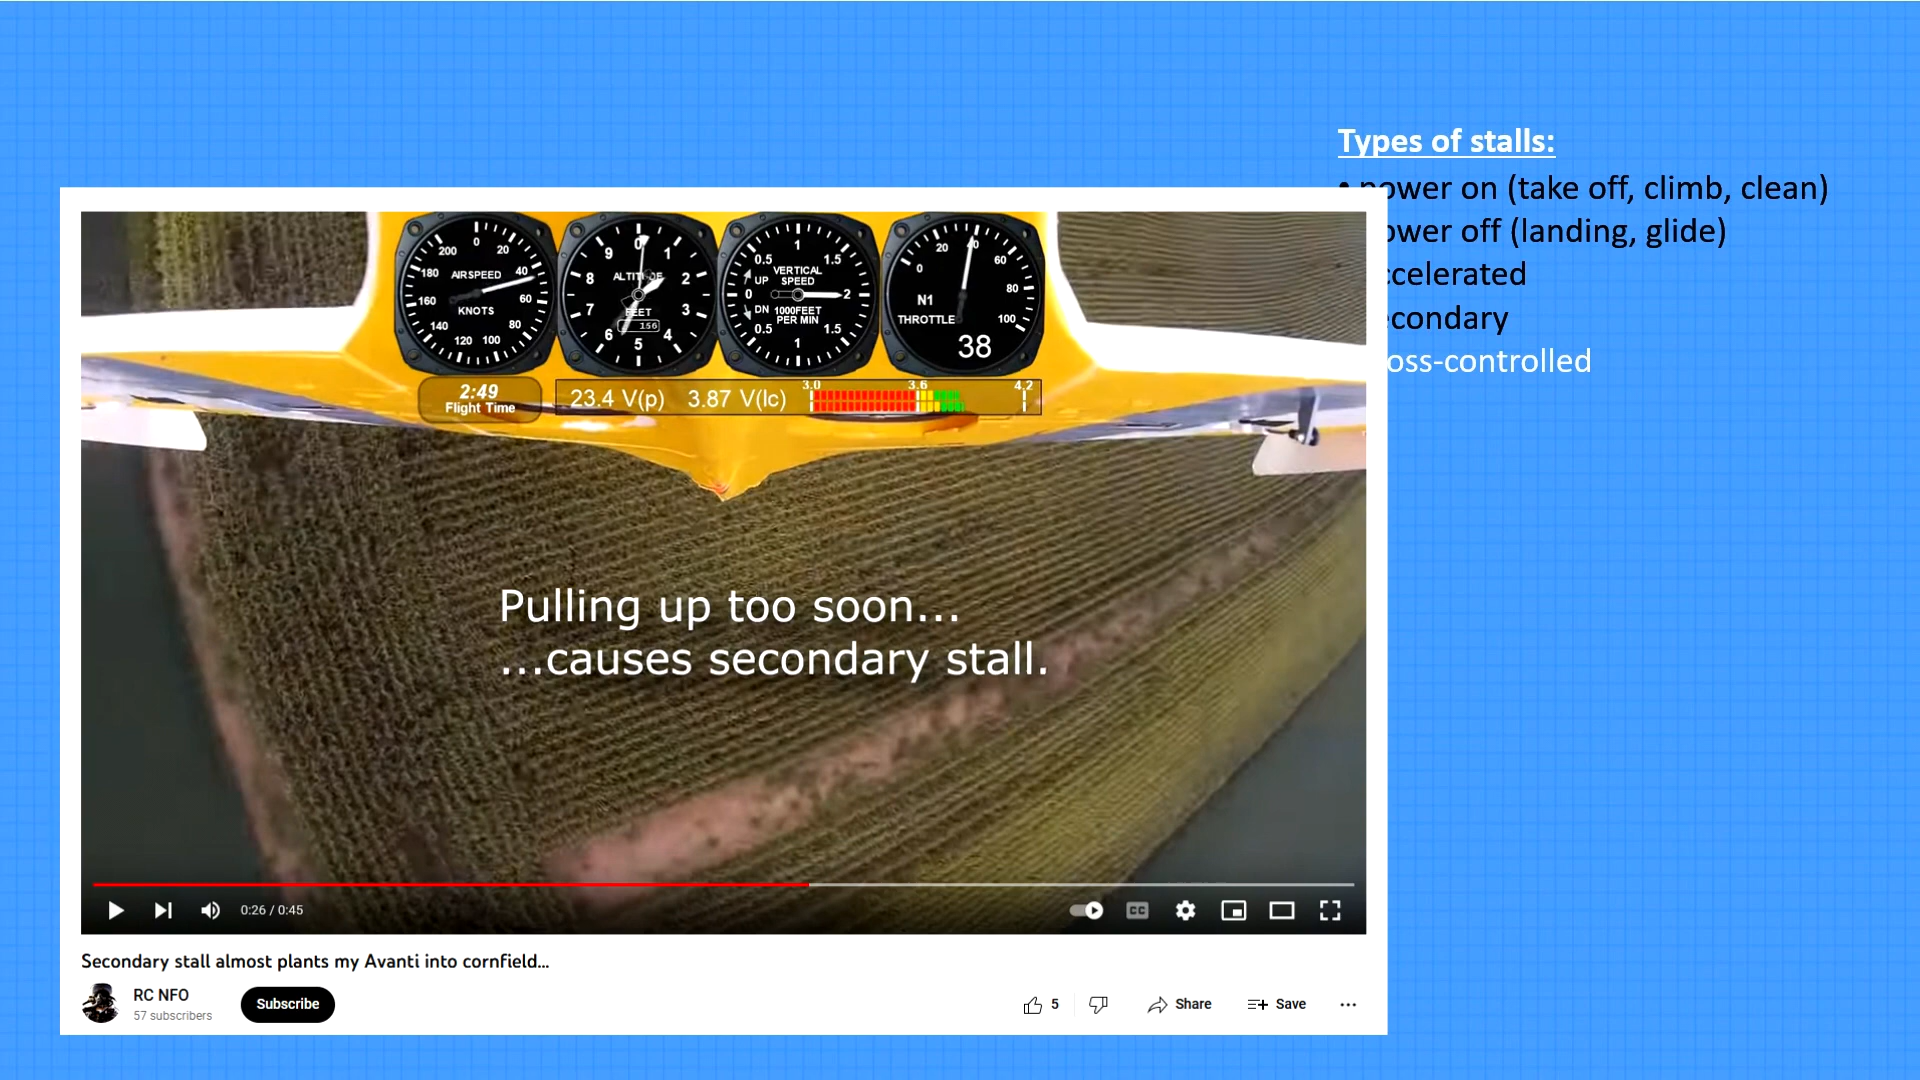 Types of stalls:
• power on (take off, climb, clean)
ower off (landing, glide)
ccelerated
econdary
oss-controlled
200 0 20 180 AIRSPEED 40 160 60 KNOTS 140 80 120 100
9 0 1 8 ALTITUDE 2 7 FEET 3 156 6 5 4
1 0.5 1.5 VERTICAL UP SPEED 0 2 DN 1000FEET PER MIN 0.5 1.5 1
20 40 60 0 80 N1 THROTTLE 100 38
2:49
Flight Time
23.4 V(p) 3.87 V(lc) 3.0 3.6 4.2
Pulling up too soon...
...causes secondary stall.
0:26 / 0:45
CC
Secondary stall almost plants my Avanti into cornfield...
RC NFO
57 subscribers
Subscribe
5
Share
Save